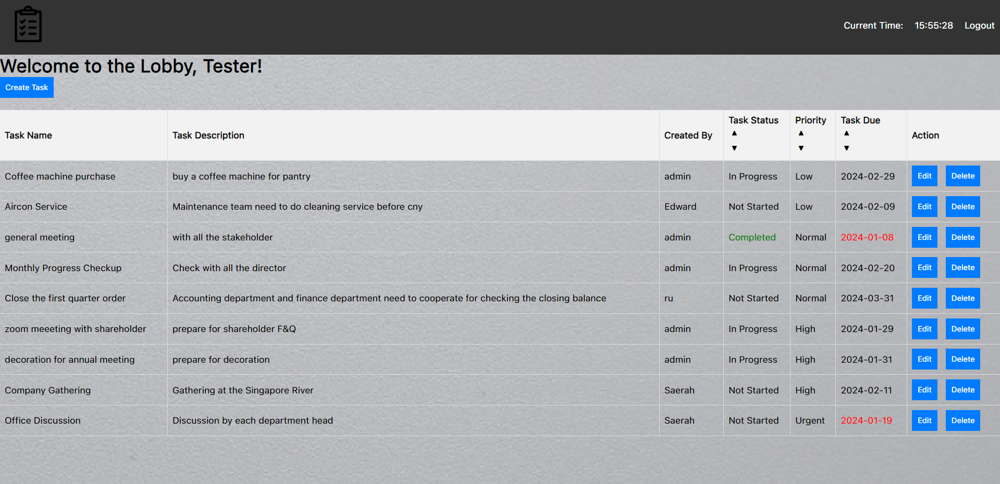 Current Time: 15:55:28 Logout
Welcome to the Lobby, Tester!
Create Task
Task Name Task Description Created By Task Status ▲ ▼ Priority ▲ ▼ Task Due ▲ ▼ Action
Coffee machine purchase buy a coffee machine for pantry admin In Progress Low 2024-02-29 Edit Delete
Aircon Service Maintenance team need to do cleaning service before cny Edward Not Started Low 2024-02-09 Edit Delete
general meeting with all the stakeholder admin Completed Normal 2024-01-08 Edit Delete
Monthly Progress Checkup Check with all the director admin In Progress Normal 2024-02-20 Edit Delete
Close the first quarter order Accounting department and finance department need to cooperate for checking the closing balance ru Not Started Normal 2024-03-31 Edit Delete
zoom meeeting with shareholder prepare for shareholder F&Q admin In Progress High 2024-01-29 Edit Delete
decoration for annual meeting prepare for decoration admin In Progress High 2024-01-31 Edit Delete
Company Gathering Gathering at the Singapore River Saerah Not Started High 2024-02-11 Edit Delete
Office Discussion Discussion by each department head Saerah Not Started Urgent 2024-01-19 Edit Delete